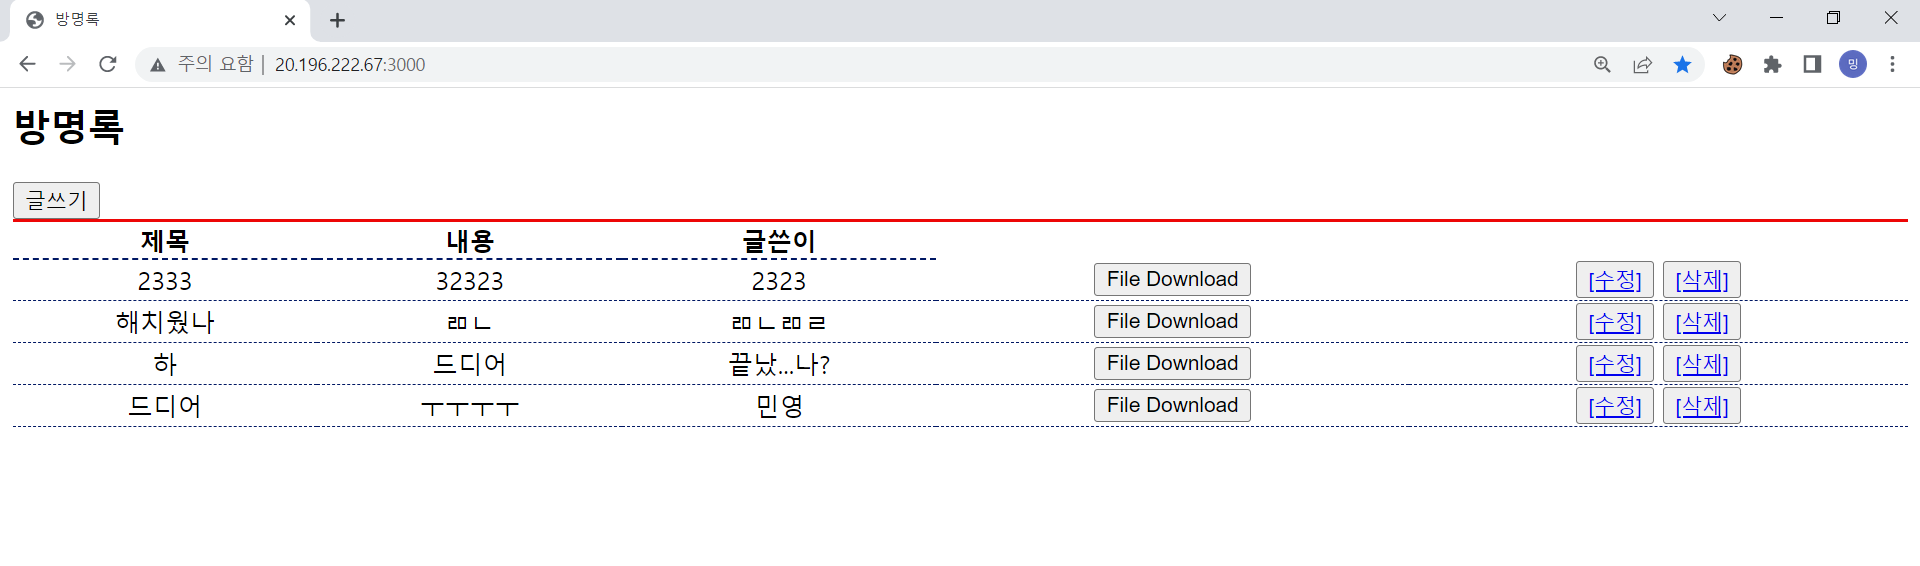 방명록
주의 요함 | 20.196.222.67:3000
밍
방명록
글쓰기
제목 내용 글쓴이
2333 32323 2323 File Download [수정] [삭제]
해치웠나 ㄻㄴ ㄻㄴㄻㄹ File Download [수정] [삭제]
하 드디어 끝났...나? File Download [수정] [삭제]
드디어 ㅜㅜㅜㅜ 민영 File Download [수정] [삭제]